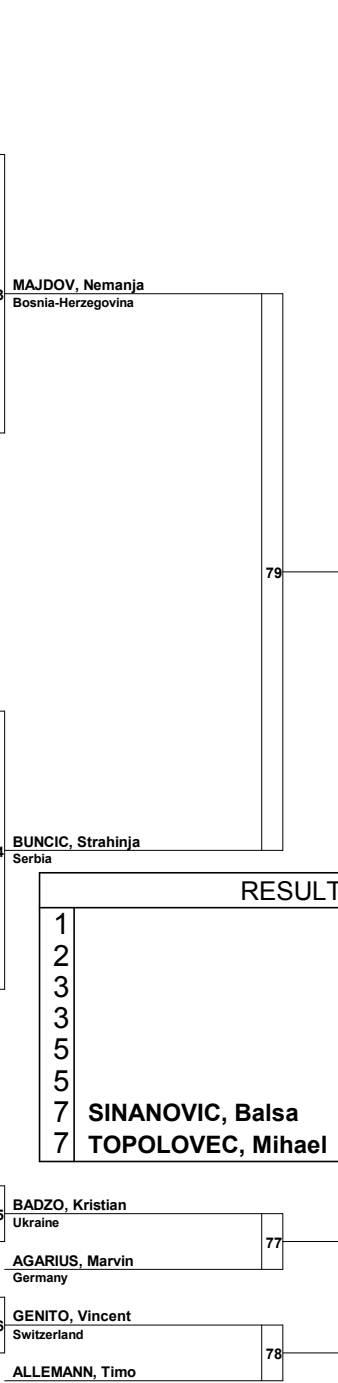 MAJDOV, Nemanja
Bosnia-Herzegovina
79
BUNCIC, Strahinja
Serbia
RESULT
1
2
3
3
5
5
7 SINANOVIC, Balsa
7 TOPOLOVEC, Mihael
BADZO, Kristian
Ukraine
77
AGARIUS, Marvin
Germany
GENITO, Vincent
Switzerland
78
ALLEMANN, Timo